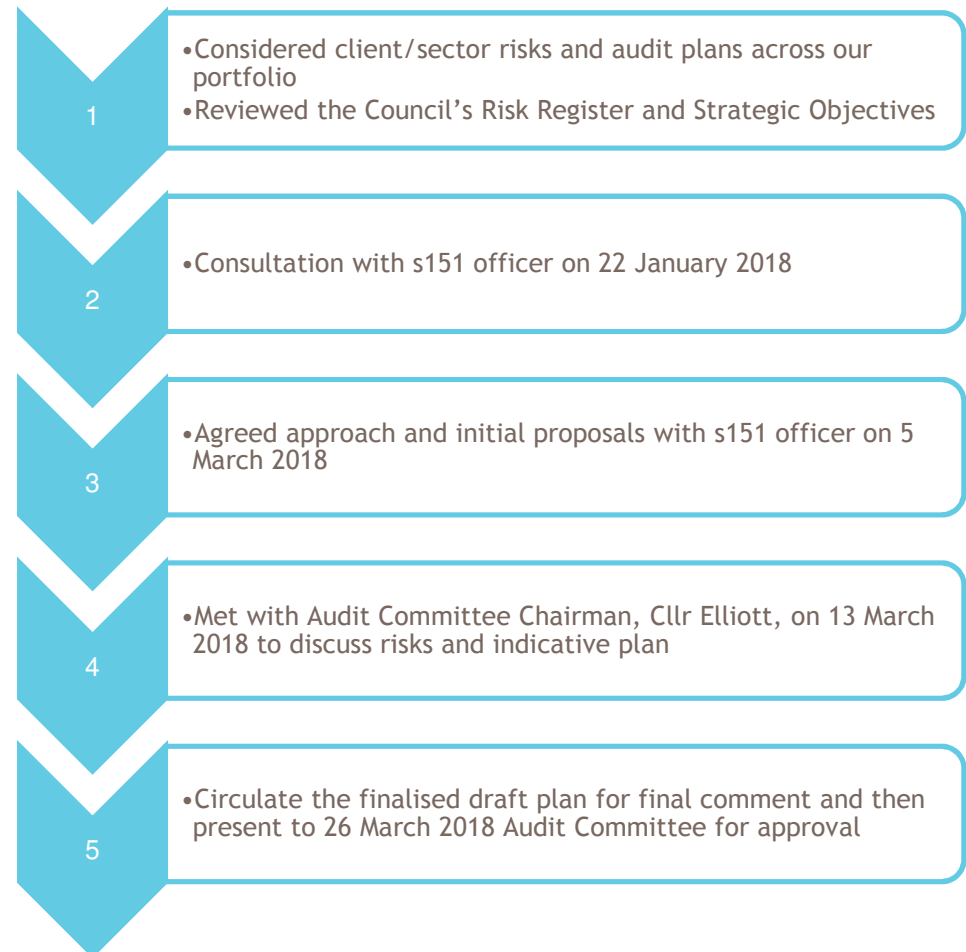 •Considered client/sector risks and audit plans across our
portfolio
•Reviewed the Council’s Risk Register and Strategic Objectives
1
•Consultation with s151 officer on 22 January 2018
2
•Agreed approach and initial proposals with s151 officer on 5
March 2018
3
•Met with Audit Committee Chairman, Cllr Elliott, on 13 March
2018 to discuss risks and indicative plan
4
•Circulate the finalised draft plan for final comment and then
present to 26 March 2018 Audit Committee for approval
5